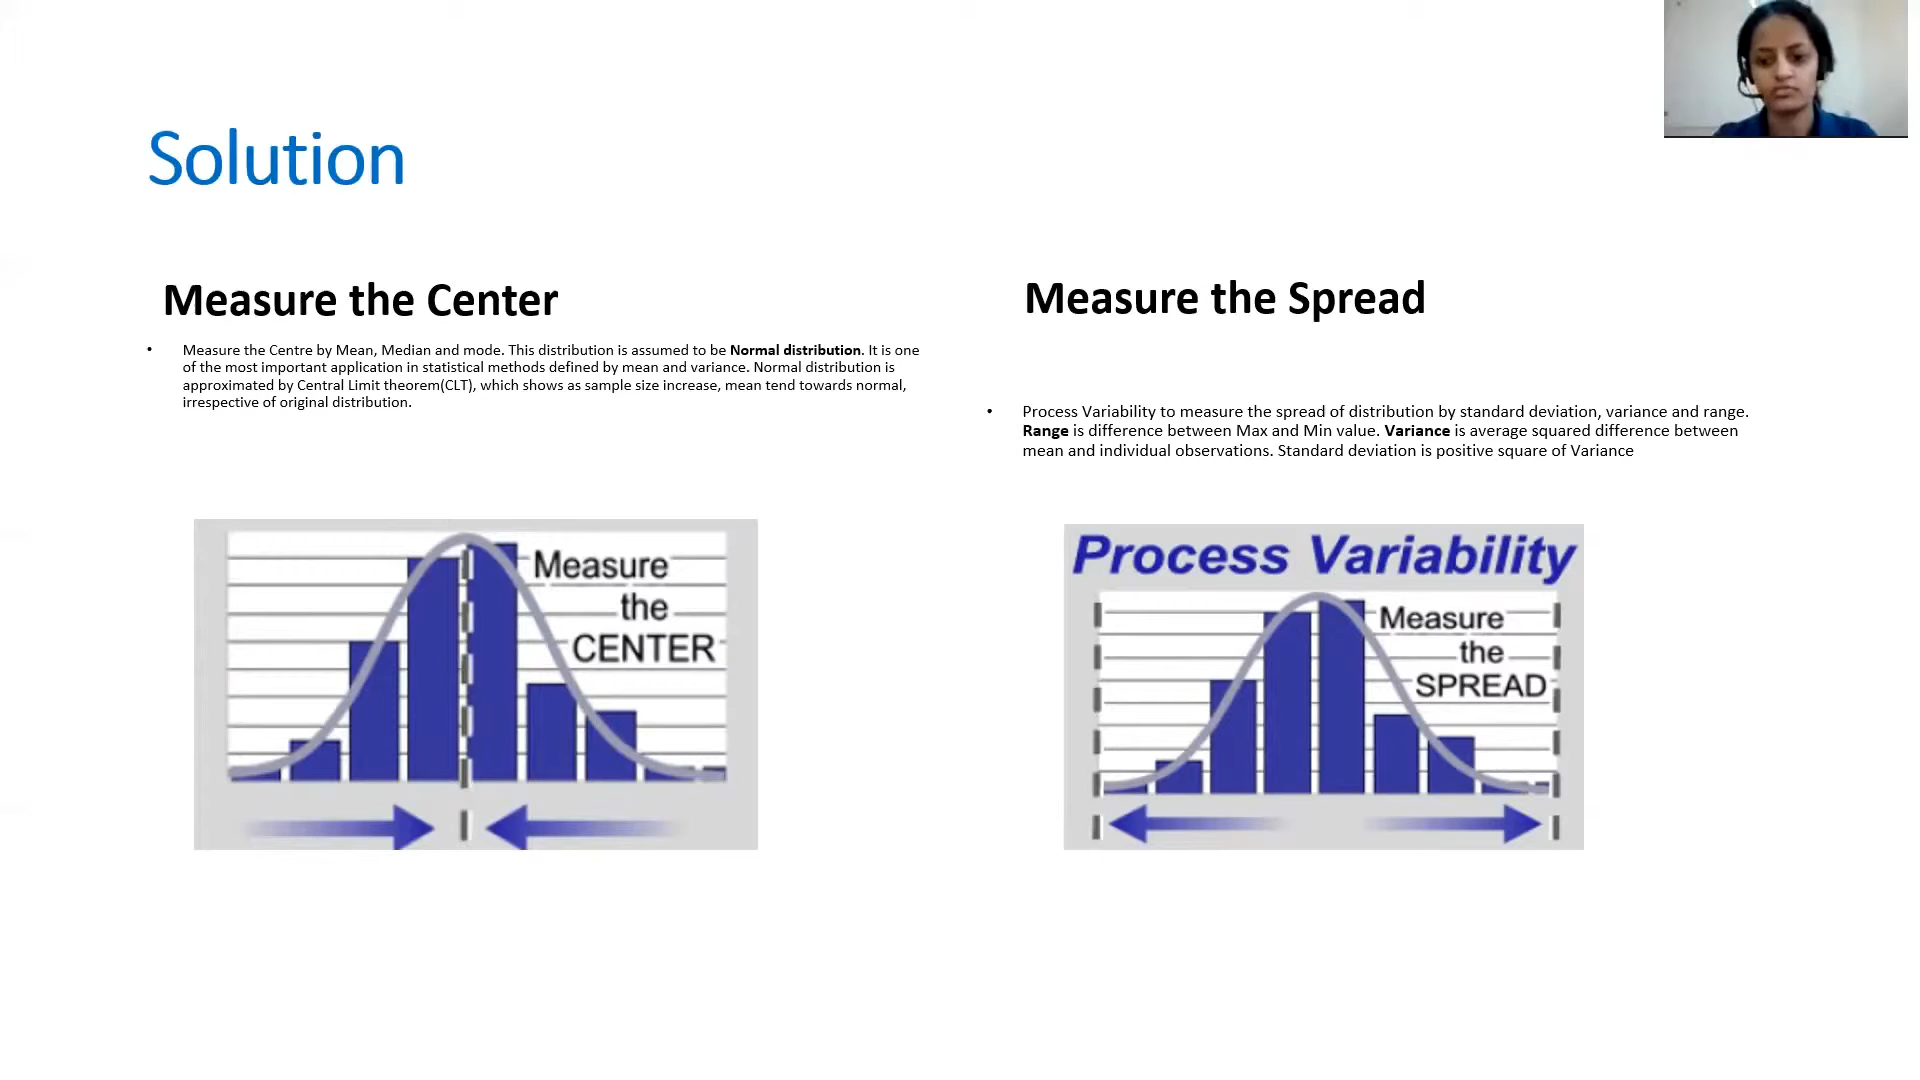 Solution
Measure the Center
• Measure the Centre by Mean, Median and mode. This distribution is assumed to be Normal distribution. It is one
of the most important application in statistical methods defined by mean and variance. Normal distribution is
approximated by Central Limit theorem(CLT), which shows as sample size increase, mean tend towards normal,
irrespective of original distribution.
Measure
the
CENTER
Measure the Spread
• Process Variability to measure the spread of distribution by standard deviation, variance and range.
Range is difference between Max and Min value. Variance is average squared difference between
mean and individual observations. Standard deviation is positive square of Variance
Process Variability
Measure
the
SPREAD